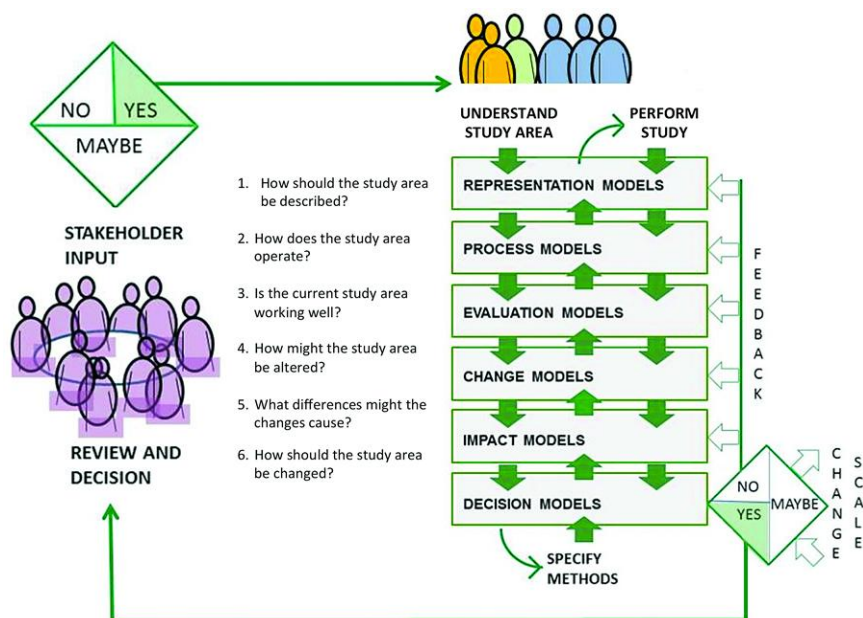 NO
YES
MAYBE
STAKEHOLDER
INPUT
REVIEW AND
DECISION
1. How should the study area
be described?
2. How does the study area
operate?
3. Is the current study area
working well?
4. How might the study area
be altered?
5. What differences might the
changes cause?
6. How should the study area
be changed?
UNDERSTAND
STUDY AREA
PERFORM
STUDY
REPRESENTATION MODELS
PROCESS MODELS
EVALUATION MODELS
CHANGE MODELS
IMPACT MODELS
DECISION MODELS
SPECIFY
METHODS
FEEDBACK
NO
YES
MAYBE
CHANGE
SCALE